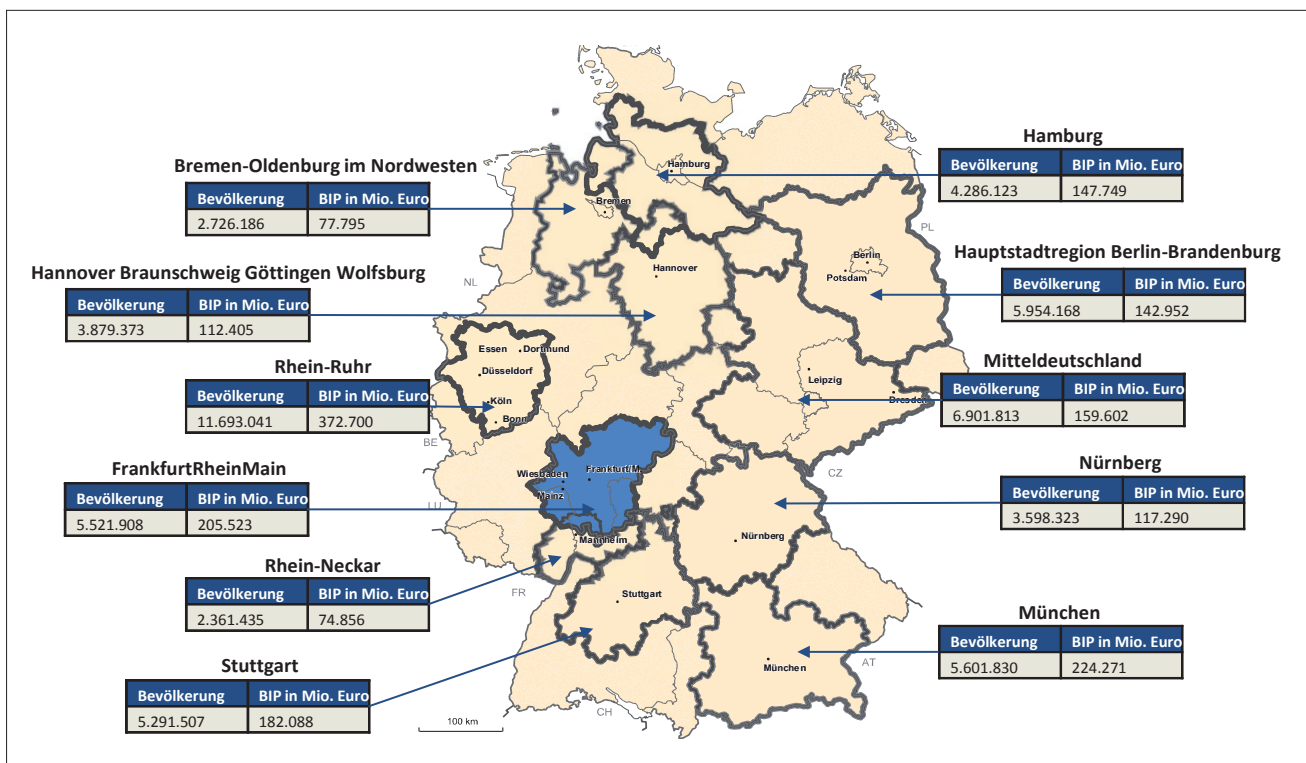 Bremen-Oldenburg im Nordwesten
Bevölkerung BIP in Mio. Euro
2.726.186 77.795
Hannover Braunschweig Göttingen Wolfsburg
Bevölkerung BIP in Mio. Euro
3.879.373 112.405
Rhein-Ruhr
Bevölkerung BIP in Mio. Euro
11.693.041 372.700
FrankfurtRheinMain
Bevölkerung BIP in Mio. Euro
5.521.908 205.523
Rhein-Neckar
Bevölkerung BIP in Mio. Euro
2.361.435 74.856
Stuttgart
Bevölkerung BIP in Mio. Euro
5.291.507 182.088
Hamburg
Bevölkerung BIP in Mio. Euro
4.286.123 147.749
Hauptstadtregion Berlin-Brandenburg
Bevölkerung BIP in Mio. Euro
5.954.168 142.952
Mitteldeutschland
Bevölkerung BIP in Mio. Euro
6.901.813 159.602
Nürnberg
Bevölkerung BIP in Mio. Euro
3.598.323 117.290
München
Bevölkerung BIP in Mio. Euro
5.601.830 224.271
Hamburg
Bremen
PL
Berlin
Potsdam
Hannover
NL
Essen
Dortmund
Düsseldorf
Köln
Bonn
Leipzig
Dresden
BE
Wiesbaden
Frankfurt/M.
Mainz
CZ
LU
Mannheim
Nürnberg
FR
Stuttgart
München
AT
CH
100 km